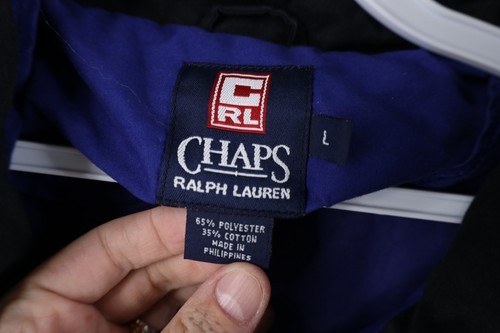 C
RL
CHAPS
RALPH LAUREN
L
65% POLYESTER
35% COTTON
MADE IN
PHILIPPINES